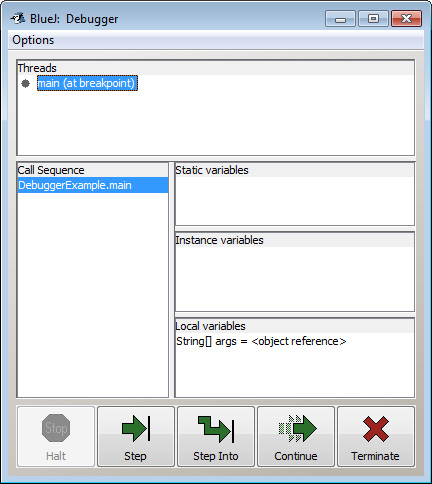 BlueJ: Debugger
Options
Threads
main (at breakpoint)
Call Sequence
DebuggerExample.main
Static variables
Instance variables
Local variables
String[] args = <object reference>
Stop
Halt
Step
Step Into
Continue
Terminate